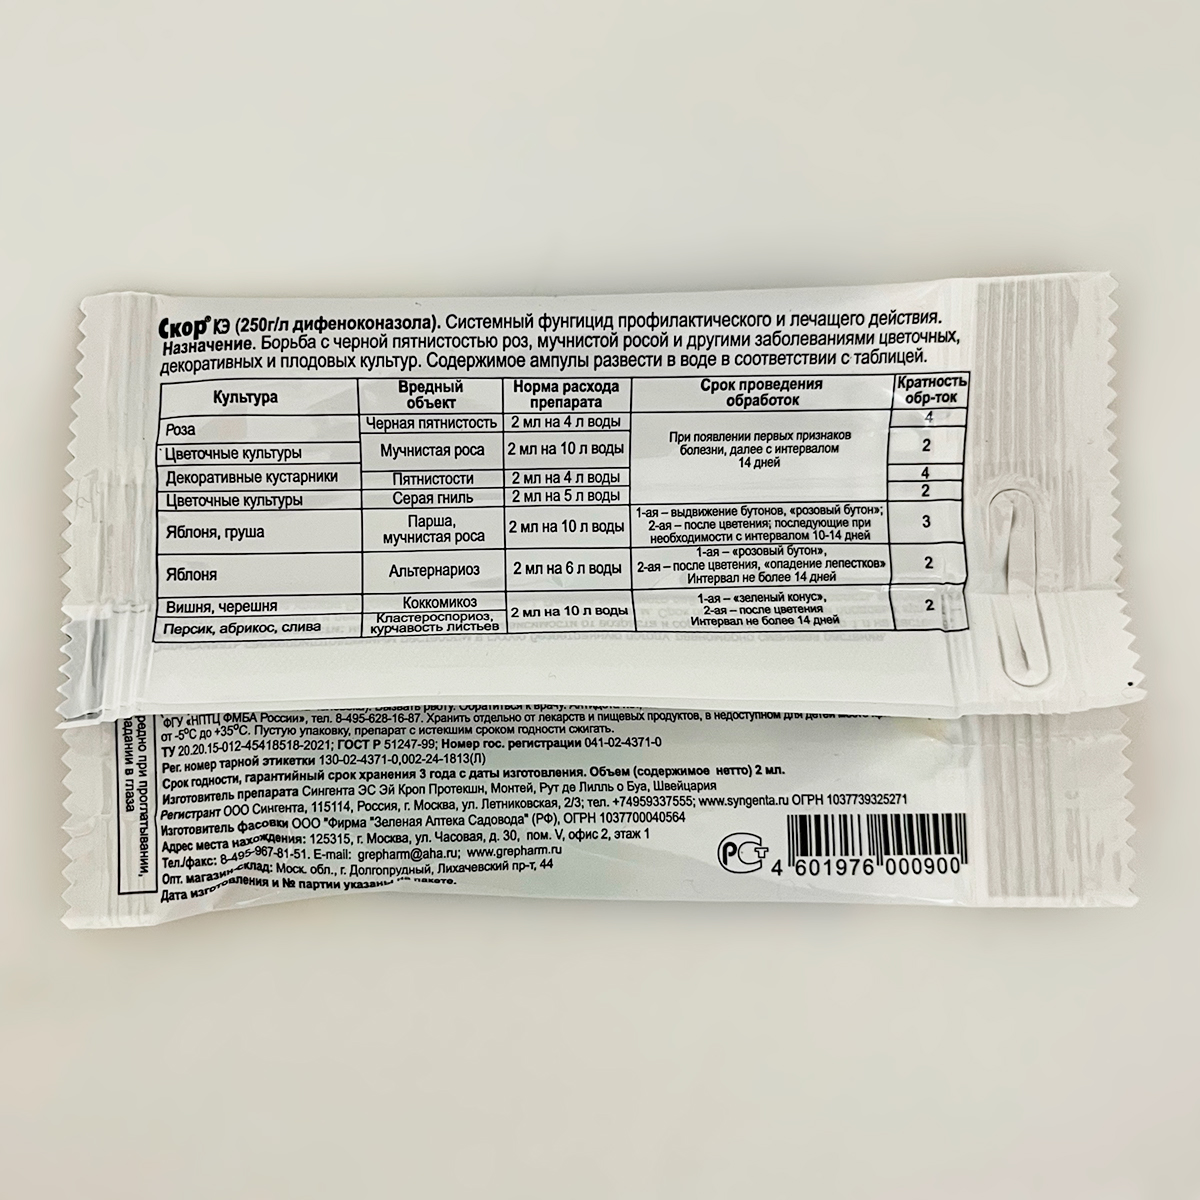 Скор® КЭ (250г/л дифеноконазола). Системный фунгицид профилактического и лечащего действия.
Назначение. Борьба с черной пятнистостью роз, мучнистой росой и другими заболеваниями цветочных,
декоративных и плодовых культур. Содержимое ампулы развести в воде в соответствии с таблицей.
Культура
Вредный объект
Норма расхода препарата
Срок проведения обработок
Кратность обр-ток
Роза
Черная пятнистость
2 мл на 4 л воды
4
Цветочные культуры
Мучнистая роса
2 мл на 10 л воды
При появлении первых признаков
болезни, далее с интервалом
14 дней
2
Декоративные кустарники
Пятнистости
2 мл на 4 л воды
4
Цветочные культуры
Серая гниль
2 мл на 5 л воды
2
Яблоня, груша
Парша,
мучнистая роса
2 мл на 10 л воды
1-ая – выдвижение бутонов, «розовый бутон»;
2-ая – после цветения; последующие при
необходимости с интервалом 10-14 дней
3
Яблоня
Альтернариоз
2 мл на 6 л воды
1-ая – «розовый бутон»,
2-ая – после цветения, «опадение лепестков»
Интервал не более 14 дней
2
Вишня, черешня
Коккомикоз
2 мл на 10 л воды
1-ая – «зеленый конус»,
2-ая – после цветения
Интервал не более 14 дней
2
Персик, абрикос, слива
Кластероспориоз,
курчавость листьев
при проглатывании,
в глаза
ФГУ «НПТЦ ФМБА России», тел. 8-495-628-16-87. Хранить отдельно от лекарств и пищевых продуктов, в недоступном для детей
от -5°С до +35°С. Пустую упаковку, препарат с истекшим сроком годности сжигать.
ТУ 20.20.15-012-45418518-2021; ГОСТ Р 51247-99; Номер гос. регистрации 041-02-4371-0
Рег. номер тарной этикетки 130-02-4371-0,002-24-1813(Л)
Срок годности, гарантийный срок хранения 3 года с даты изготовления. Объем (содержимое нетто) 2 мл.
Изготовитель препарата Сингента ЭС Эй Кроп Протекшн, Монтей, Рут де Лилль о Буа, Швейцария
Регистрант ООО Сингента, 115114, Россия, г. Москва, ул. Летниковская, 2/3; тел. +74959337555; www.syngenta.ru ОГРН 1037739325271
Изготовитель фасовки ООО "Фирма "Зеленая Аптека Садовода" (РФ), ОГРН 1037700040564
Адрес места нахождения: 125315, г. Москва, ул. Часовая, д. 30, пом. V, офис 2, этаж 1
Тел./факс: 8-495-967-81-51. E-mail: grepharm@aha.ru; www.grepharm.ru
Опт. магазин-склад: Моск. обл., г. Долгопрудный, Лихачевский пр-т, 44
Дата изготовления и № партии указаны на пакете.
РСТ
4 601976 000900